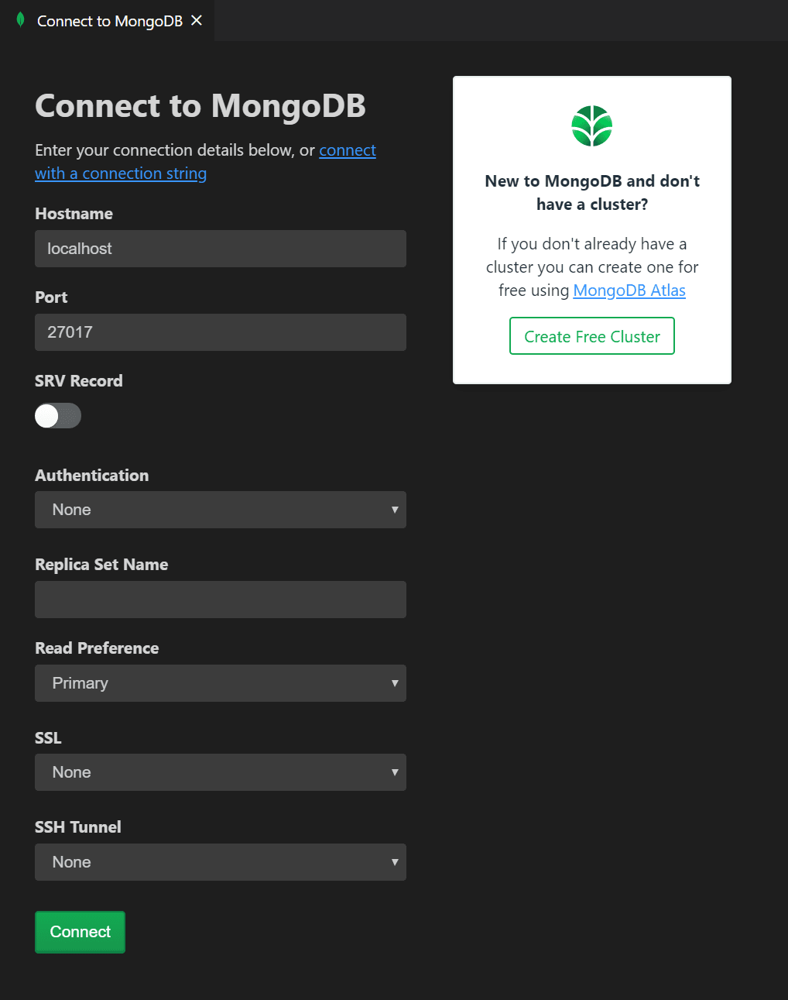 Connect to MongoDB
Connect to MongoDB
Enter your connection details below, or connect
with a connection string
Hostname
localhost
Port
27017
SRV Record
Authentication
None
Replica Set Name
Read Preference
Primary
SSL
None
SSH Tunnel
None
Connect
New to MongoDB and don't
have a cluster?
If you don't already have a
cluster you can create one for
free using MongoDB Atlas
Create Free Cluster